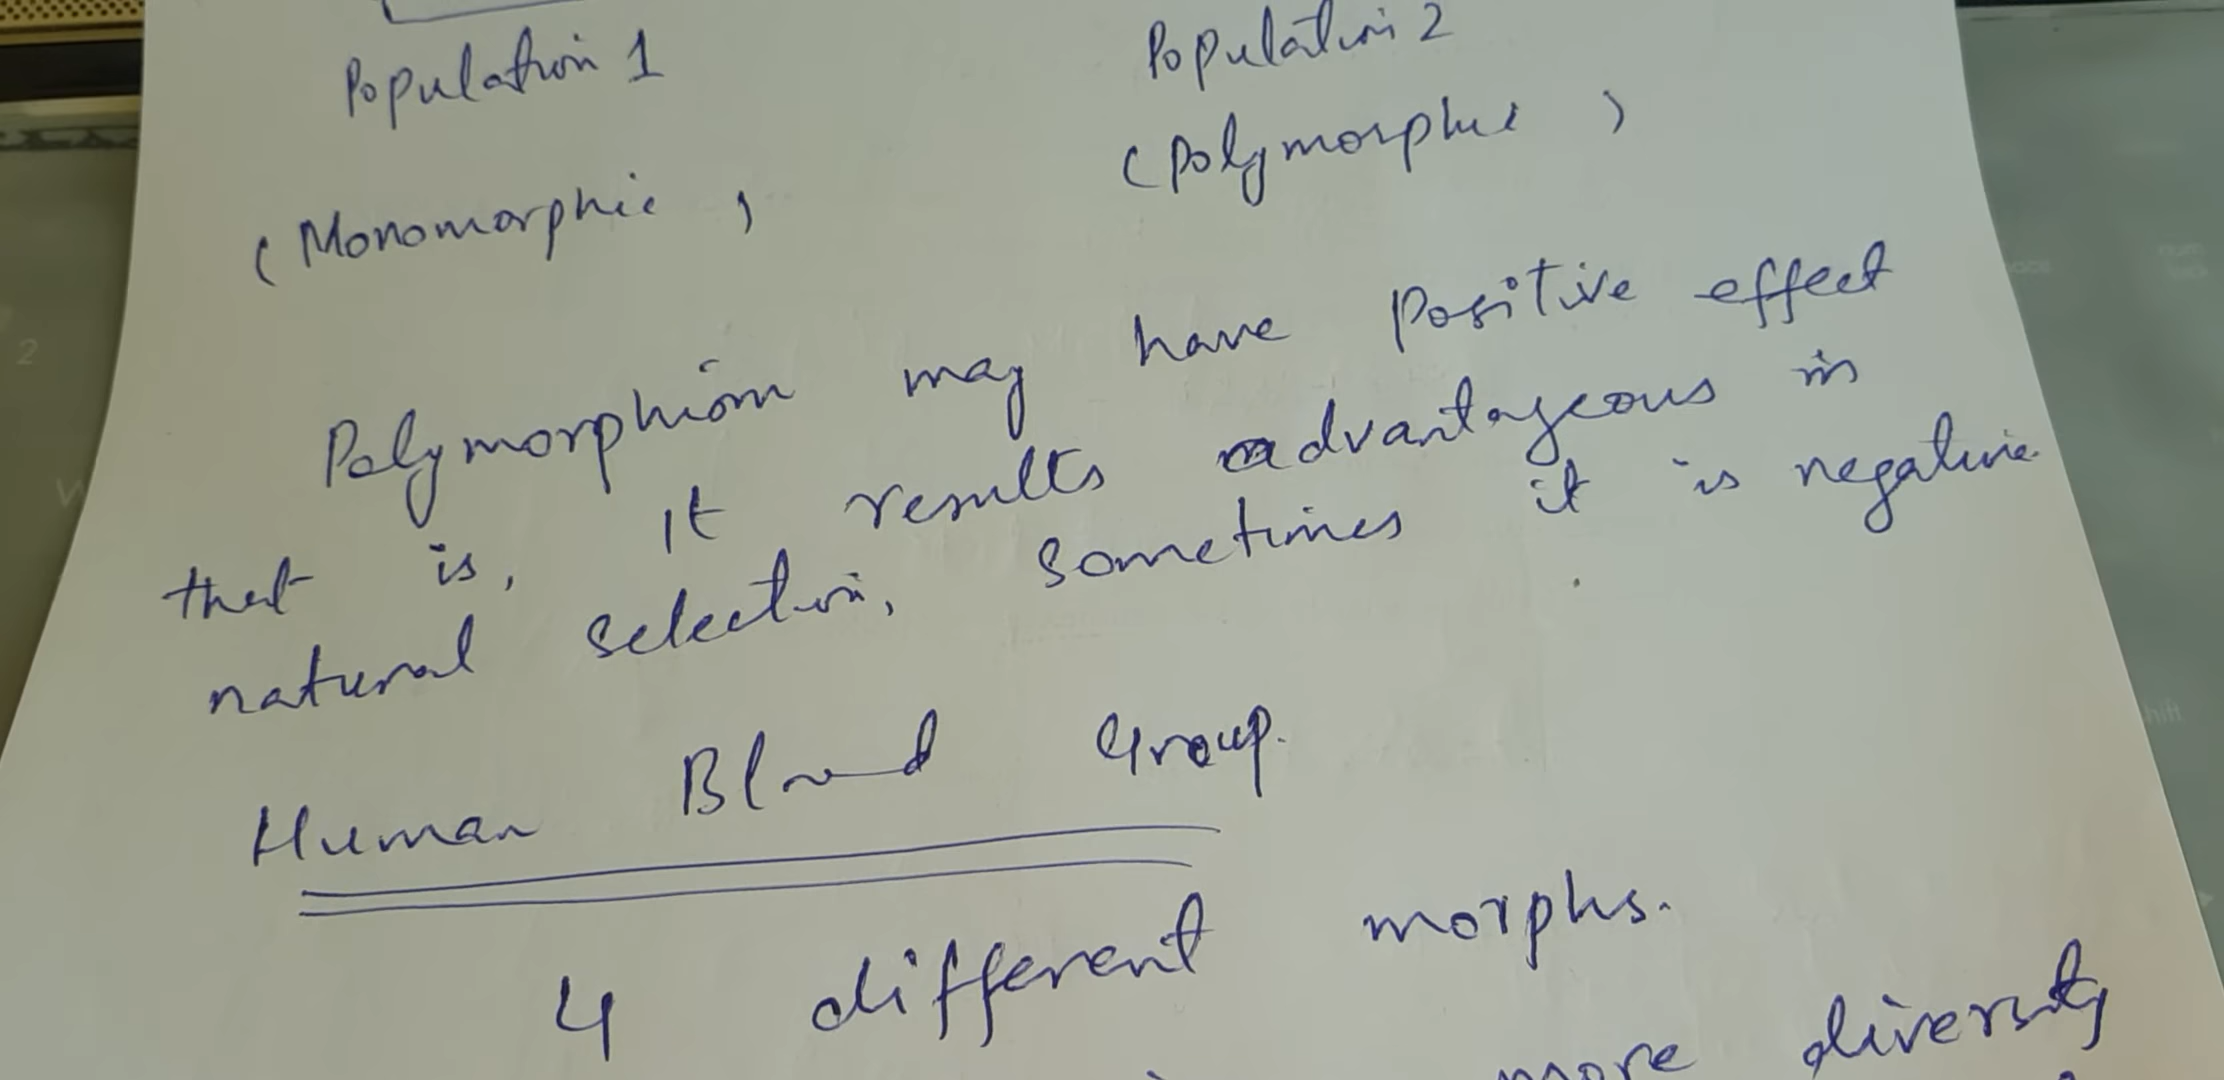 Population 1 Population 2
(Monomorphic) (Polymorphic)
Polymorphism may have positive effect
that is, it results advantageous in
natural selection, sometimes it is negative
Human Blood Group.
4 different morphs.
more diversity